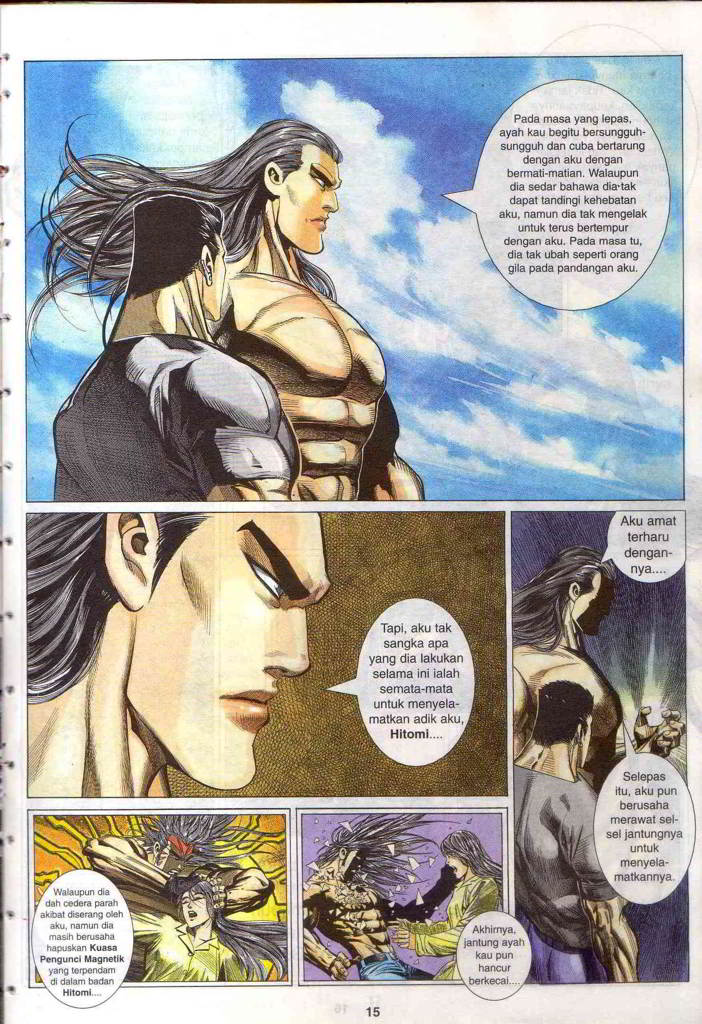 Pada masa yang lepas,
ayah kau begitu bersungguh-
sungguh dan cuba bertarung
dengan aku dengan
bermati-matian. Walaupun
dia sedar bahawa dia-tak
dapat tandingi kehebatan
aku, namun dia tak mengelak
untuk terus bertempur
dengan aku. Pada masa tu,
dia tak ubah seperti orang
gila pada pandangan aku.
Tapi, aku tak
sangka apa
yang dia lakukan
selama ini ialah
semata-mata
untuk menyela-
matkan adik aku,
Hitomi....
Aku amat
terharu
dengan-
nya....
Selepas
itu, aku pun
berusaha
merawat sel-
sel jantungnya
untuk
menyela-
matkannya.
Walaupun dia
dah cedera parah
akibat diserang oleh
aku, namun dia
masih berusaha
hapuskan Kuasa
Pengunci Magnetik
yang terpendam
di dalam badan
Hitomi....
Akhirnya,
jantung ayah
kau pun
hancur
berkecai....
15